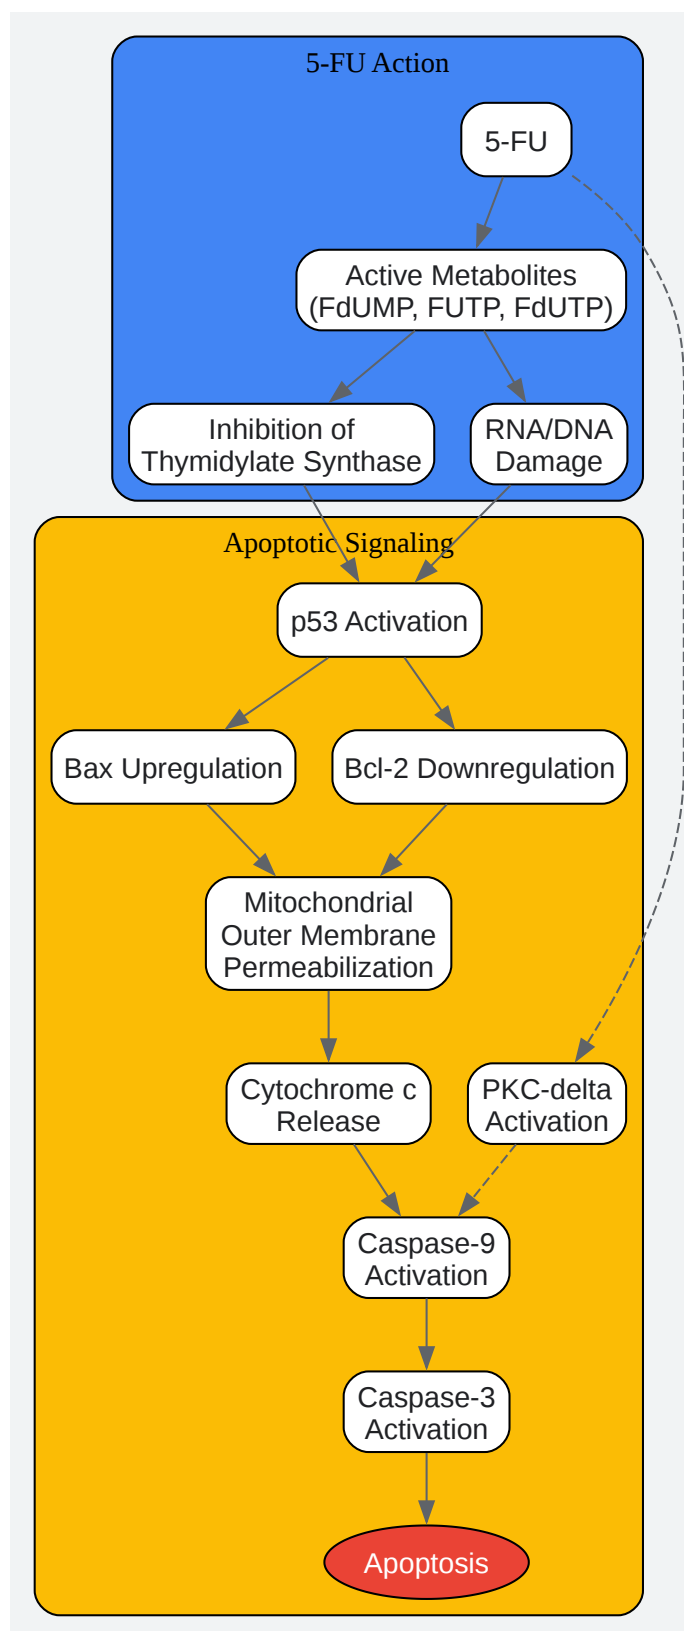 5-FU Action
5-FU
Active Metabolites
(FdUMP, FUTP, FdUTP)
Inhibition of
Thymidylate Synthase
RNA/DNA
Damage
Apoptotic Signaling
p53 Activation
Bax Upregulation
Bcl-2 Downregulation
Mitochondrial
Outer Membrane
Permeabilization
Cytochrome c
Release
PKC-delta
Activation
Caspase-9
Activation
Caspase-3
Activation
Apoptosis